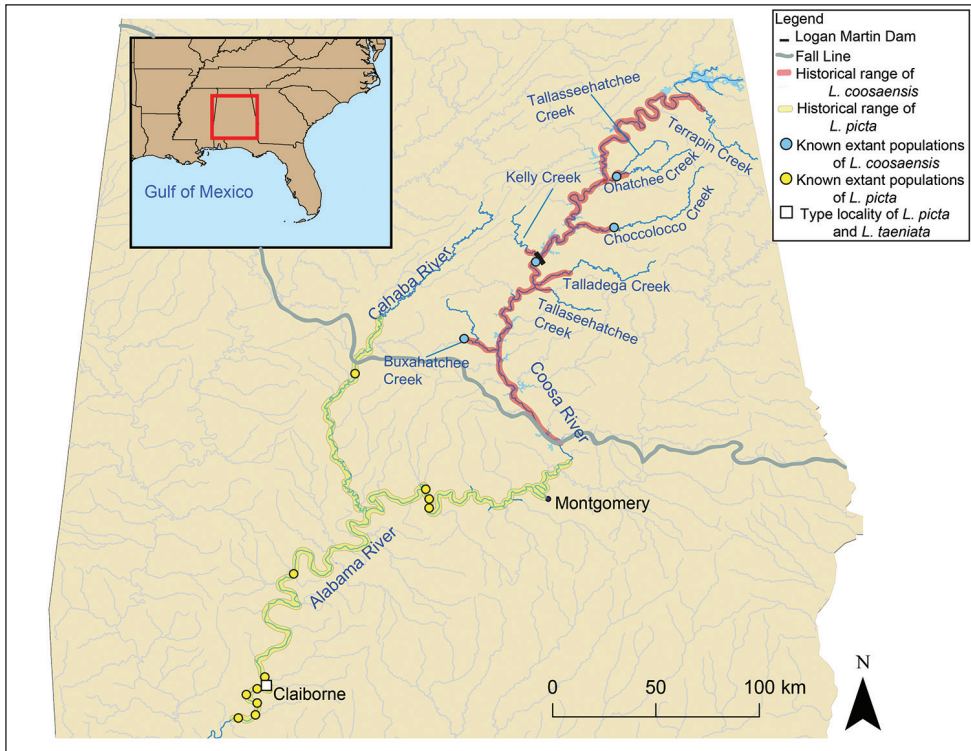 Gulf of Mexico
Legend
Logan Martin Dam
Fall Line
Historical range of
L. coosaensis
Historical range of
L. picta
Known extant populations
of L. coosaensis
Known extant populations
of L. picta
Type locality of L. picta
and L. taeniata
Tallasseehatchee
Creek
Terrapin Creek
Kelly Creek
Ohatchee Creek
Choccolocco
Creek
Cahaba River
Talladega Creek
Tallaseehatchee
Creek
Buxahatchee
Creek
Coosa River
Montgomery
Alabama River
Claiborne
0 50 100 km
N